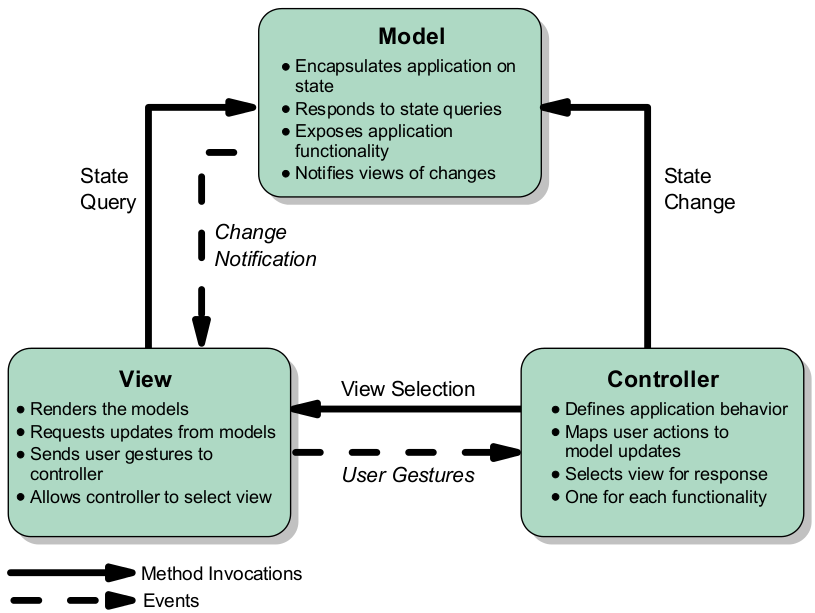 Model
● Encapsulates application on
state
● Responds to state queries
● Exposes application
functionality
● Notifies views of changes
State
Query
State
Change
Change
Notification
View
● Renders the models
● Requests updates from models
● Sends user gestures to
controller
● Allows controller to select view
View Selection
User Gestures
Controller
● Defines application behavior
● Maps user actions to
model updates
● Selects view for response
● One for each functionality
Method Invocations
Events